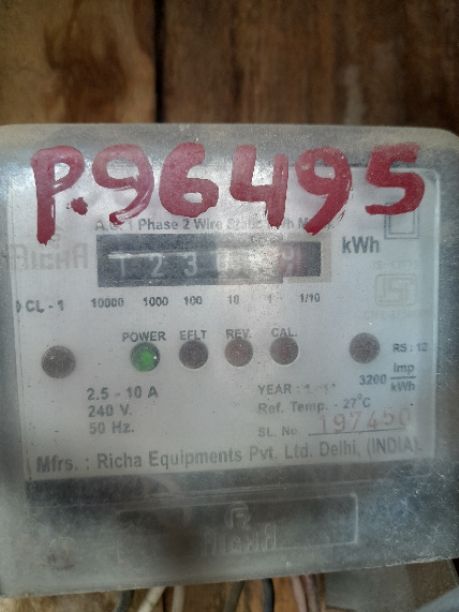 P.96495
A.C. 1 Phase 2 Wire
RICHA
kWh
CL - 1
10000 1000 100 10 1 1/10
POWER EFLT REV. CAL.
RS : 12
2.5 - 10 A
240 V.
50 Hz.
YEAR :
3200 imp/kWh
Ref. Temp. - 27°C
SL. No. 197450
Mfrs. : Richa Equipments Pvt. Ltd. Delhi, (INDIA).
RICHA